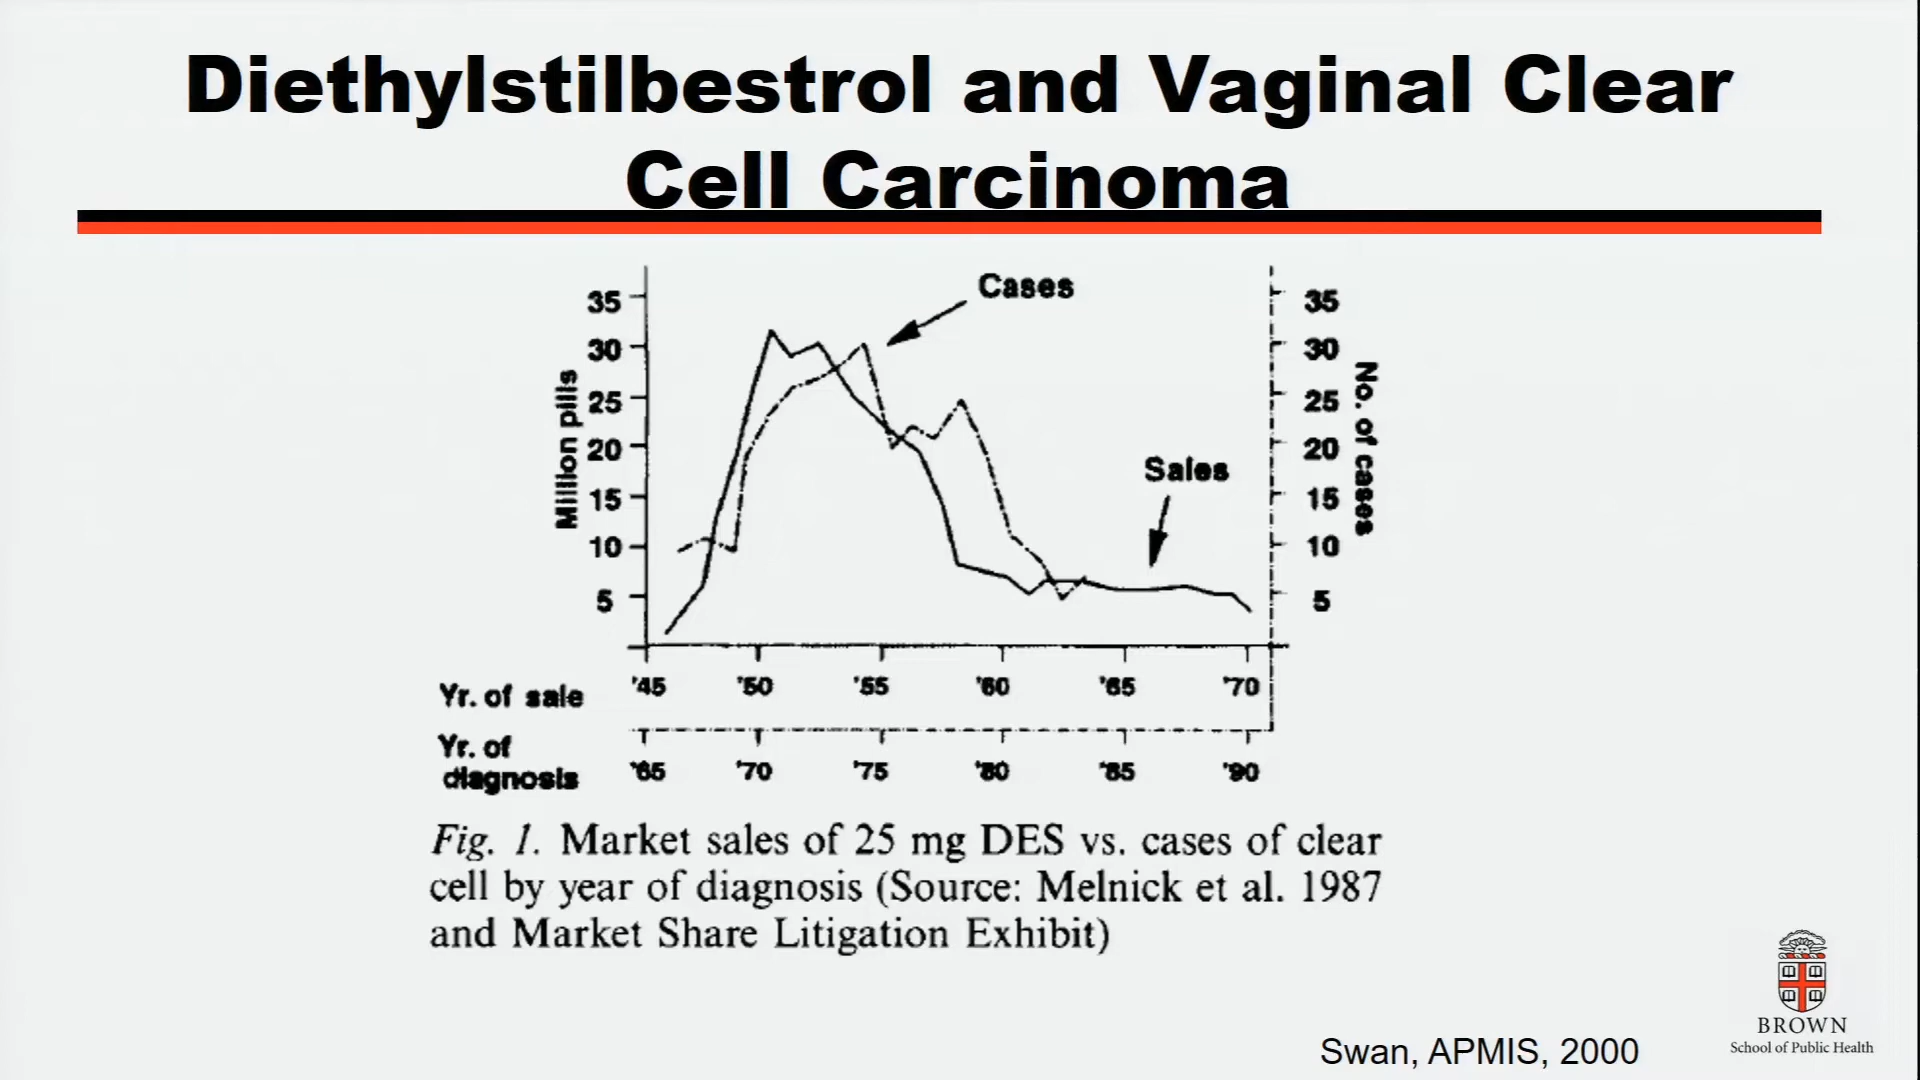 Diethylstilbestrol and Vaginal Clear
Cell Carcinoma
Cases
Sales
Million pills
35
30
25
20
15
10
5
No. of cases
35
30
25
20
15
10
5
Yr. of sale
'45 '50 '55 '60 '65 '70
Yr. of
diagnosis
'65 '70 '75 '80 '85 '90
Fig. 1. Market sales of 25 mg DES vs. cases of clear
cell by year of diagnosis (Source: Melnick et al. 1987
and Market Share Litigation Exhibit)
BROWN
School of Public Health
Swan, APMIS, 2000